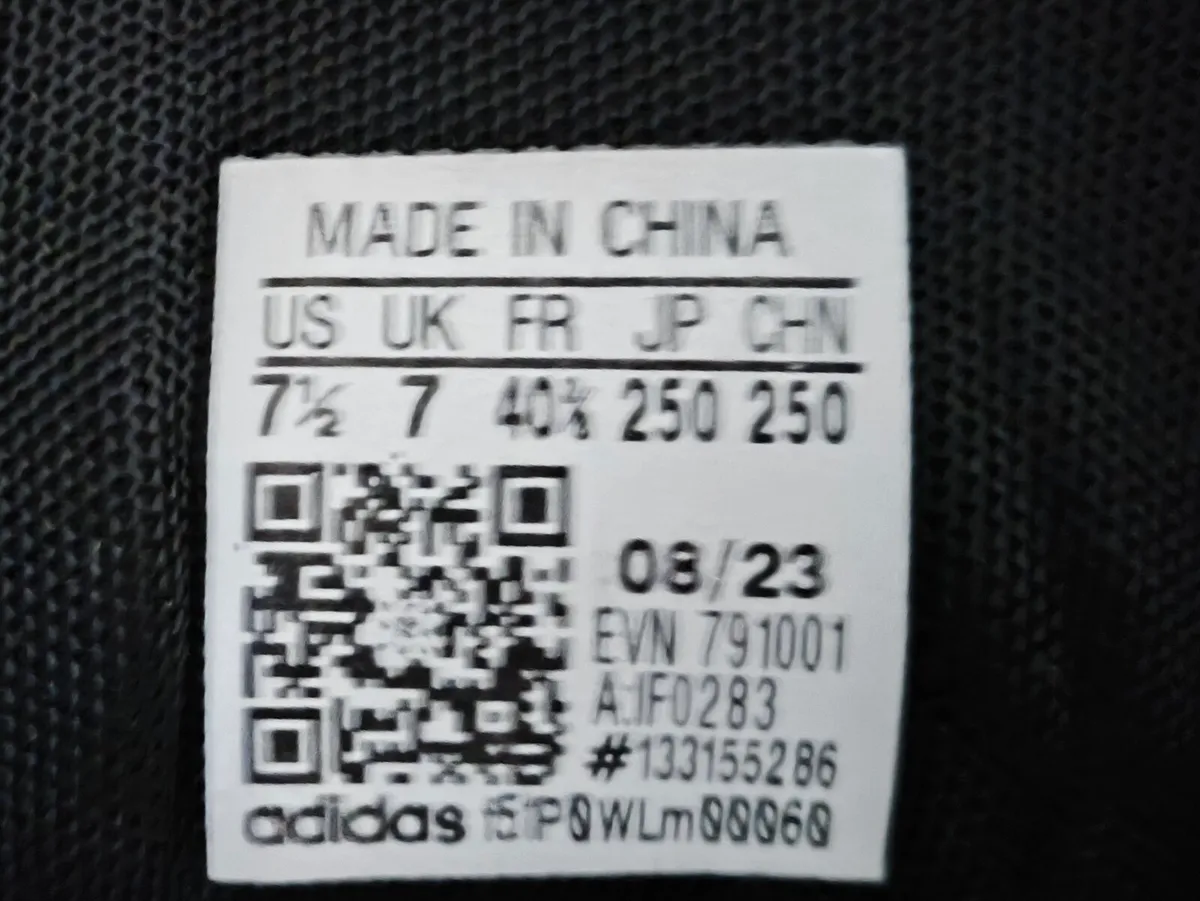 MADE IN CHINA
US UK FR JP CHN
7½ 7 40⅔ 250 250
08/23
EVN 791001
A:IF0283
#133155286
adidas